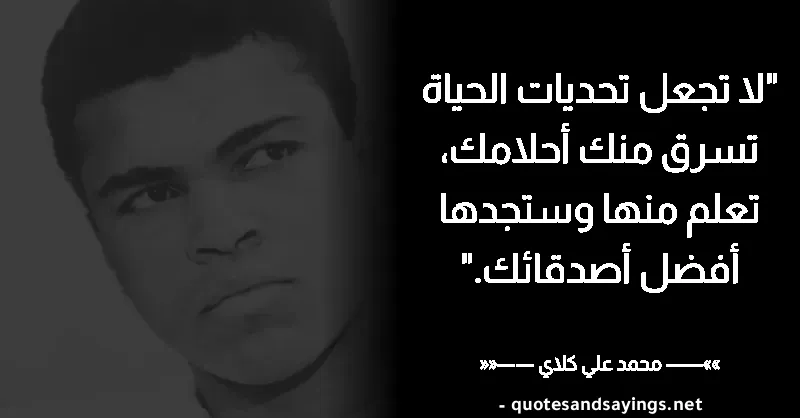 "لا تجعل تحديات الحياة
تسرق منك أحلامك،
تعلم منها وستجدها
أفضل أصدقائك."
»»—— محمد علي كلاي ——««
- quotesandsayings.net